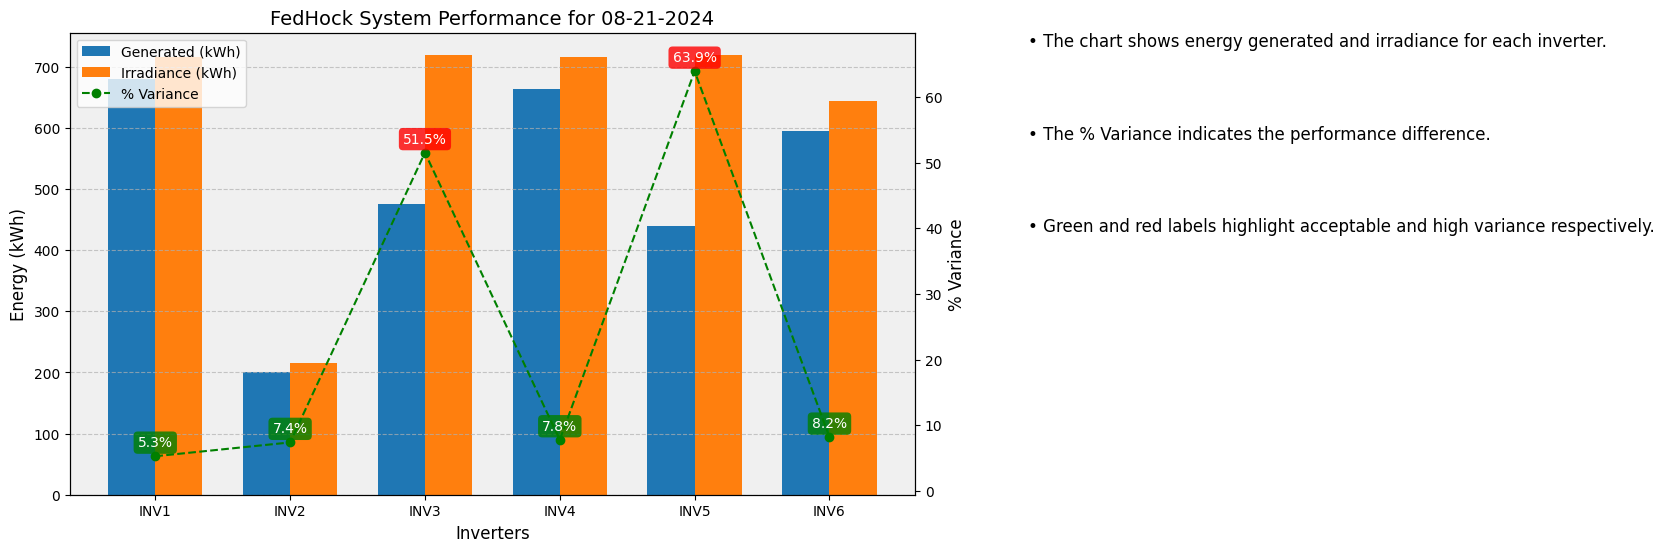 FedHock System Performance for 08-21-2024
Generated (kWh)
Irradiance (kWh)
% Variance
Energy (kWh)
700
600
500
400
300
200
100
0
5.3%
7.4%
51.5%
7.8%
63.9%
8.2%
INV1
INV2
INV3
INV4
INV5
INV6
Inverters
60
50
40
30
20
10
0
% Variance
• The chart shows energy generated and irradiance for each inverter.
• The % Variance indicates the performance difference.
• Green and red labels highlight acceptable and high variance respectively.